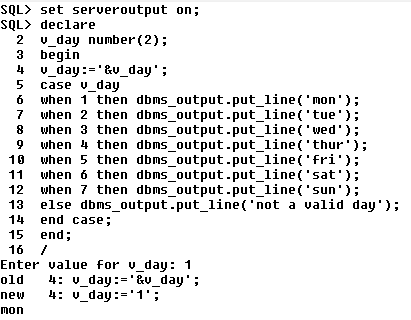 SQL> set serveroutput on;
SQL> declare
2 v_day number(2);
3 begin
4 v_day:='&v_day';
5 case v_day
6 when 1 then dbms_output.put_line('mon');
7 when 2 then dbms_output.put_line('tue');
8 when 3 then dbms_output.put_line('wed');
9 when 4 then dbms_output.put_line('thur');
10 when 5 then dbms_output.put_line('fri');
11 when 6 then dbms_output.put_line('sat');
12 when 7 then dbms_output.put_line('sun');
13 else dbms_output.put_line('not a valid day');
14 end case;
15 end;
16 /
Enter value for v_day: 1
old 4: v_day:='&v_day';
new 4: v_day:='1';
mon